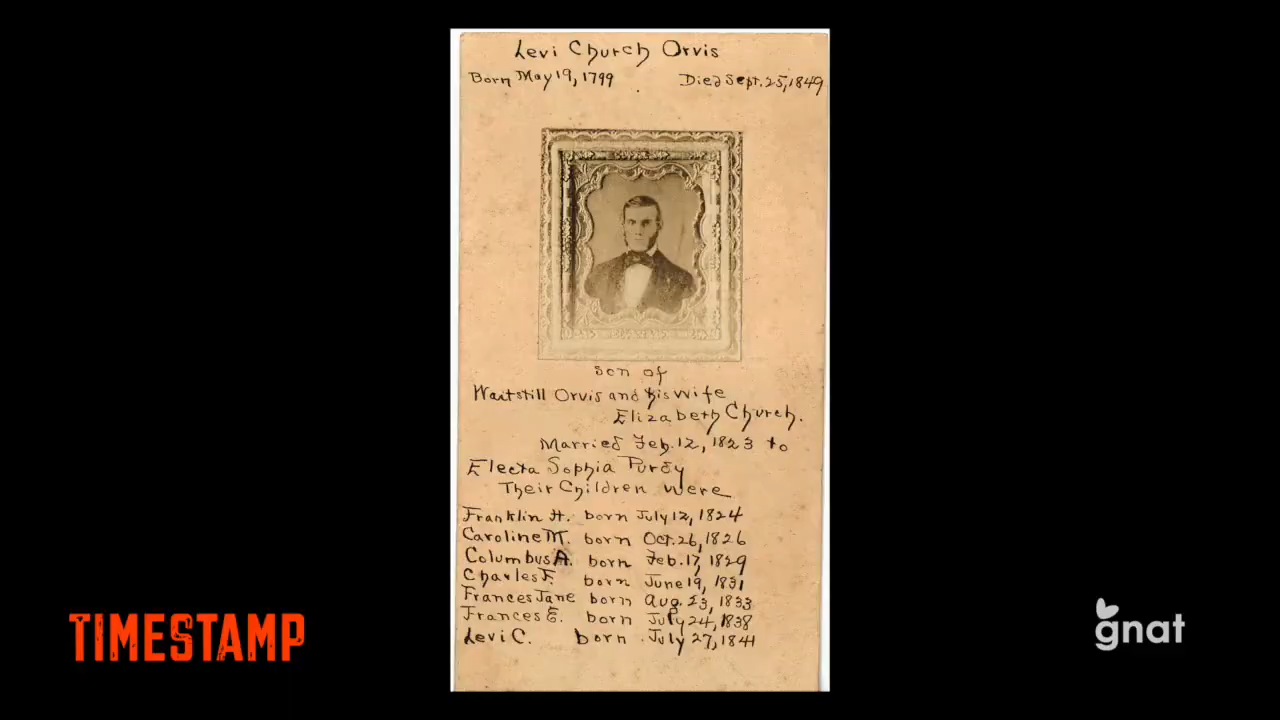 Levi Church Orvis
Born May 19, 1799 Died Sept. 25, 1849
son of
Waitstill Orvis and his wife
Elizabeth Church.
Married Feb. 12, 1823 to
Electa Sophia Purdy
Their Children were
Franklin H. born July 12, 1824
Caroline M. born Oct. 26, 1826
Columbus A. born Feb. 17, 1829
Charles F. born June 19, 1831
Frances Jane born Aug. 23, 1833
Frances E. born July 24, 1838
Levi C. born July 27, 1841
TIMESTAMP
gnat